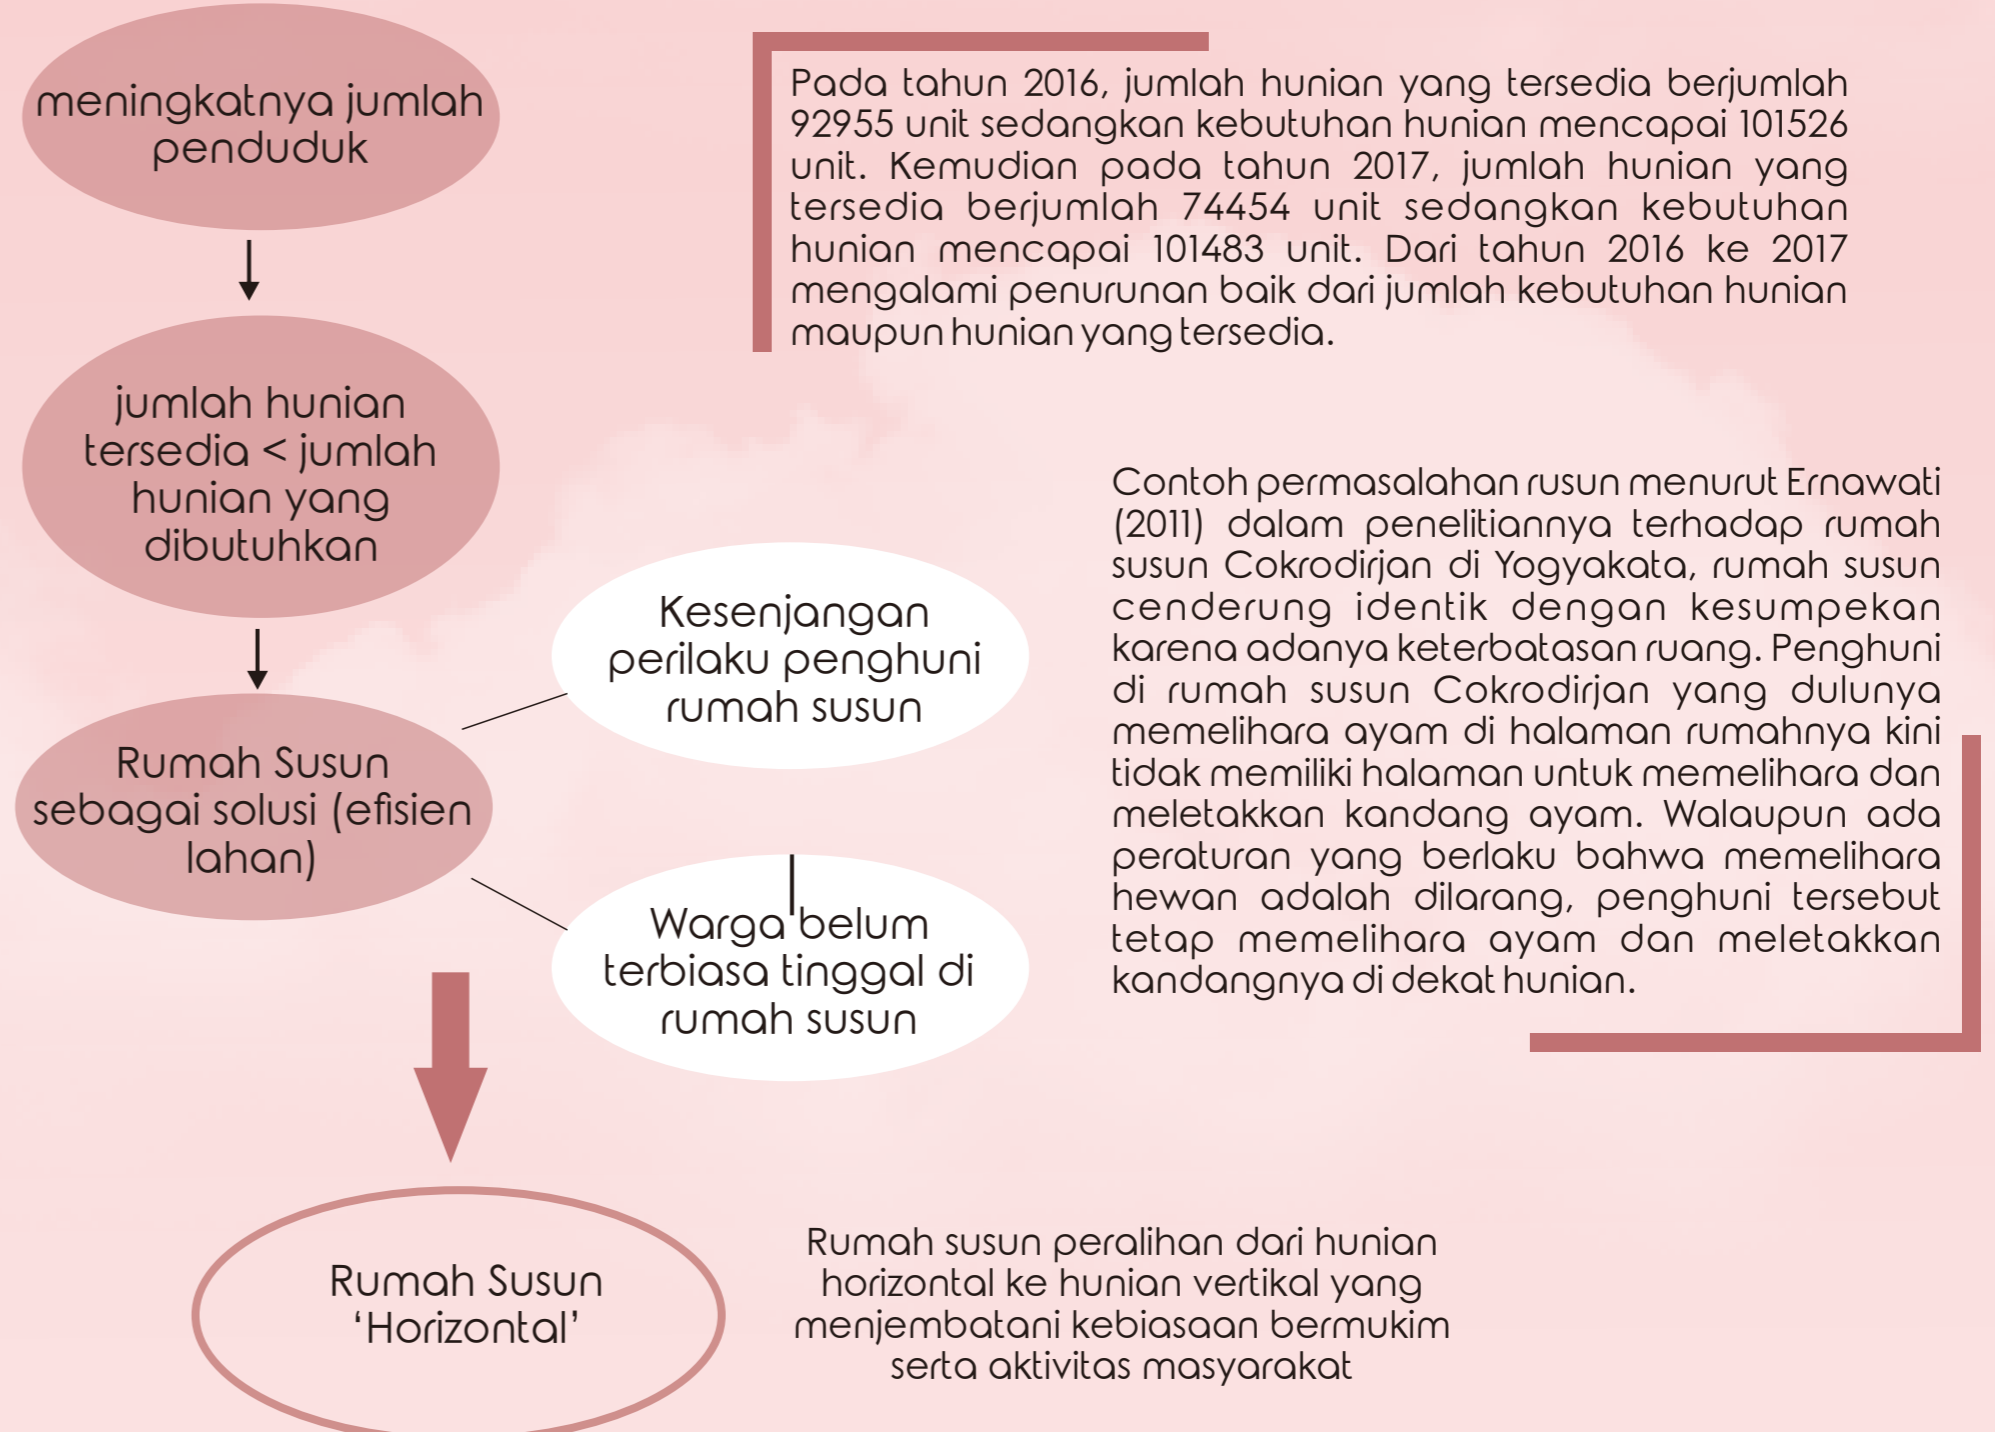 meningkatnya jumlah
penduduk
Pada tahun 2016, jumlah hunian yang tersedia berjumlah
92955 unit sedangkan kebutuhan hunian mencapai 101526
unit. Kemudian pada tahun 2017, jumlah hunian yang
tersedia berjumlah 74454 unit sedangkan kebutuhan
hunian mencapai 101483 unit. Dari tahun 2016 ke 2017
mengalami penurunan baik dari jumlah kebutuhan hunian
maupun hunian yang tersedia.
jumlah hunian
tersedia < jumlah
hunian yang
dibutuhkan
Rumah Susun
sebagai solusi (efisien
lahan)
Kesenjangan
perilaku penghuni
rumah susun
Warga belum
terbiasa tinggal di
rumah susun
Contoh permasalahan rusun menurut Ernawati
(2011) dalam penelitiannya terhadap rumah
susun Cokrodirjan di Yogyakata, rumah susun
cenderung identik dengan kesumpekan
karena adanya keterbatasan ruang. Penghuni
di rumah susun Cokrodirjan yang dulunya
memelihara ayam di halaman rumahnya kini
tidak memiliki halaman untuk memelihara dan
meletakkan kandang ayam. Walaupun ada
peraturan yang berlaku bahwa memelihara
hewan adalah dilarang, penghuni tersebut
tetap memelihara ayam dan meletakkan
kandangnya di dekat hunian.
Rumah Susun
‘Horizontal’
Rumah susun peralihan dari hunian
horizontal ke hunian vertikal yang
menjembatani kebiasaan bermukim
serta aktivitas masyarakat